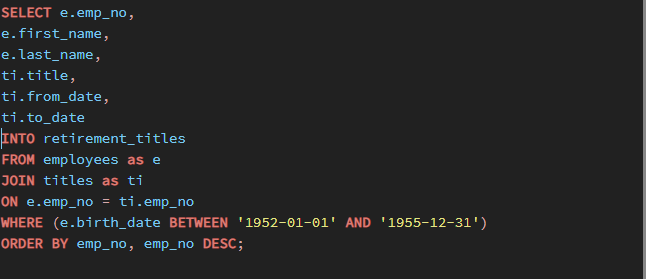 SELECT e.emp_no,
e.first_name,
e.last_name,
ti.title,
ti.from_date,
ti.to_date
INTO retirement_titles
FROM employees as e
JOIN titles as ti
ON e.emp_no = ti.emp_no
WHERE (e.birth_date BETWEEN '1952-01-01' AND '1955-12-31')
ORDER BY emp_no, emp_no DESC;